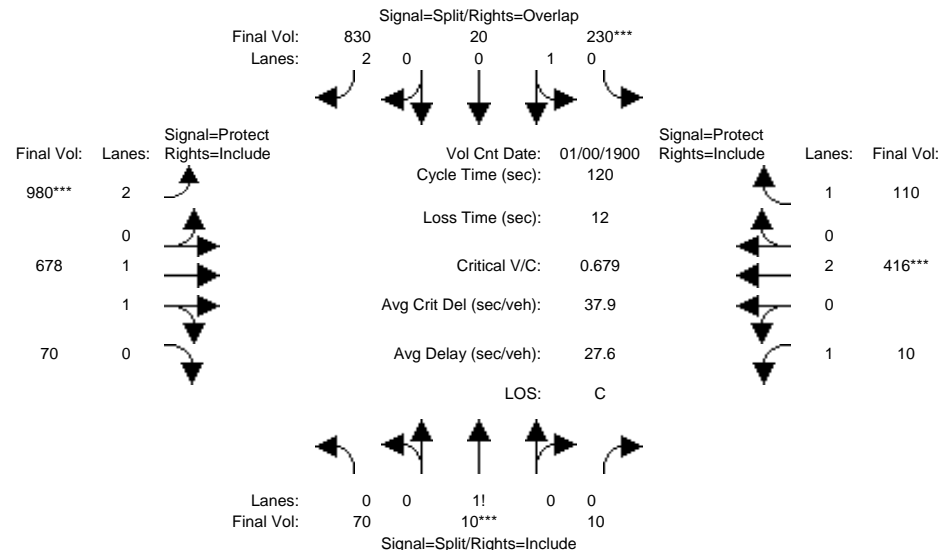 Signal=Split/Rights=Overlap
Final Vol: 830 20 230***
Lanes: 2 0 0 1 0
Signal=Protect Signal=Protect
Final Vol: Lanes: Rights=Include Vol Cnt Date: 01/00/1900 Rights=Include Lanes: Final Vol:
Cycle Time (sec): 120
980*** 2 1 110
Loss Time (sec): 12
0 0
678 1 Critical V/C: 0.679 2 416***
1 Avg Crit Del (sec/veh): 37.9 0
70 0 Avg Delay (sec/veh): 27.6 1 10
LOS: C
Lanes: 0 0 1! 0 0
Final Vol: 70 10*** 10
Signal=Split/Rights=Include